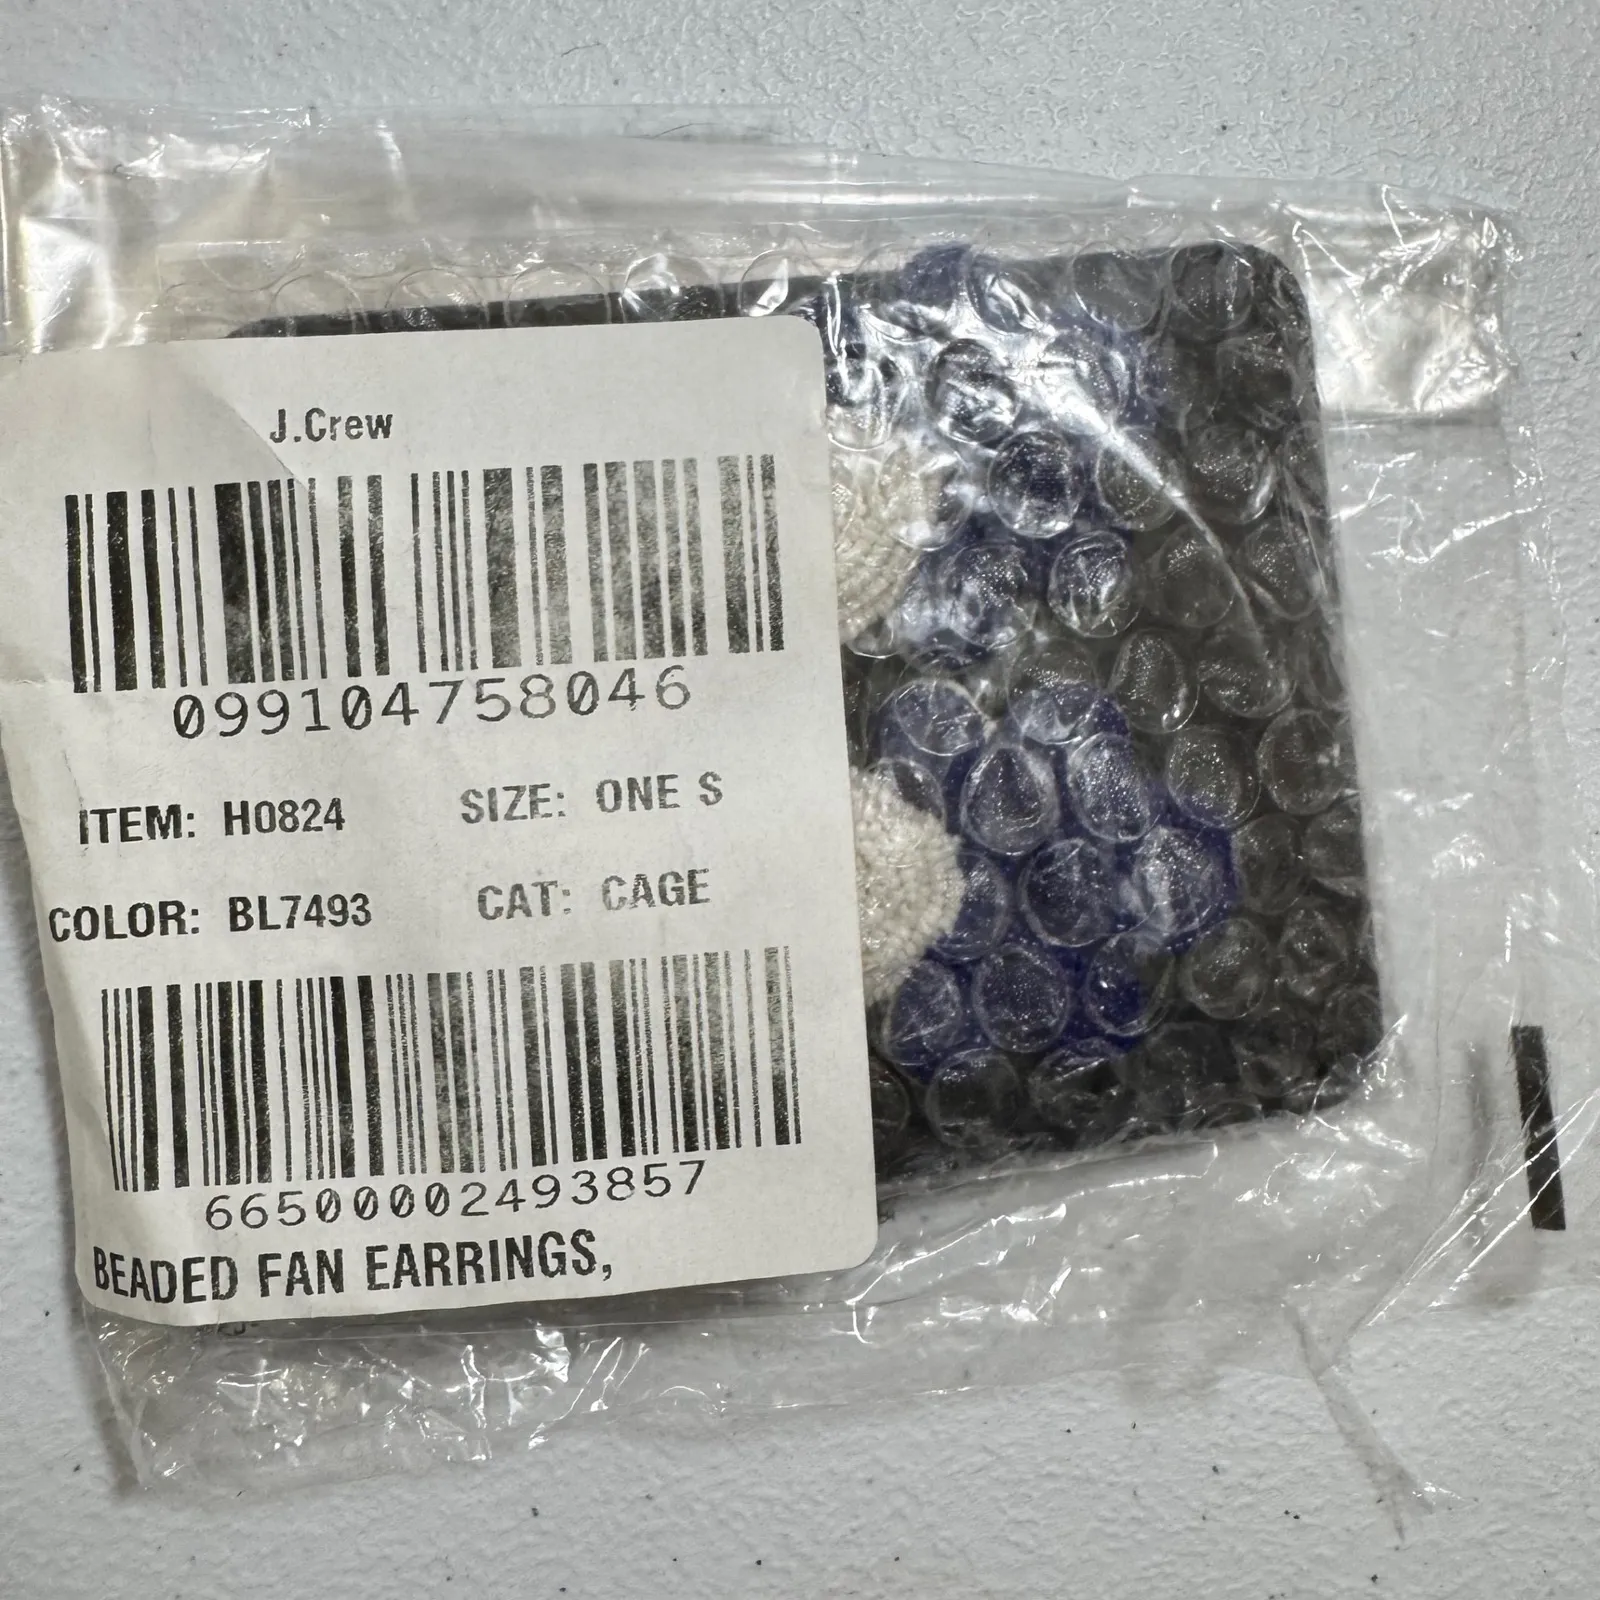 J.Crew
099104758046
ITEM: H0824 SIZE: ONE S
COLOR: BL7493 CAT: CAGE
66500002493857
BEADED FAN EARRINGS,